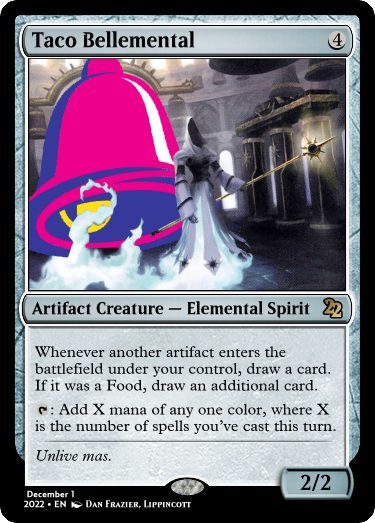 Taco Bellemental 4
Artifact Creature — Elemental Spirit 22
Whenever another artifact enters the
battlefield under your control, draw a card.
If it was a Food, draw an additional card.
: Add X mana of any one color, where X
is the number of spells you've cast this turn.
Unlive mas.
2/2
December 1
2022 • EN Dan Frazier, Lippincott